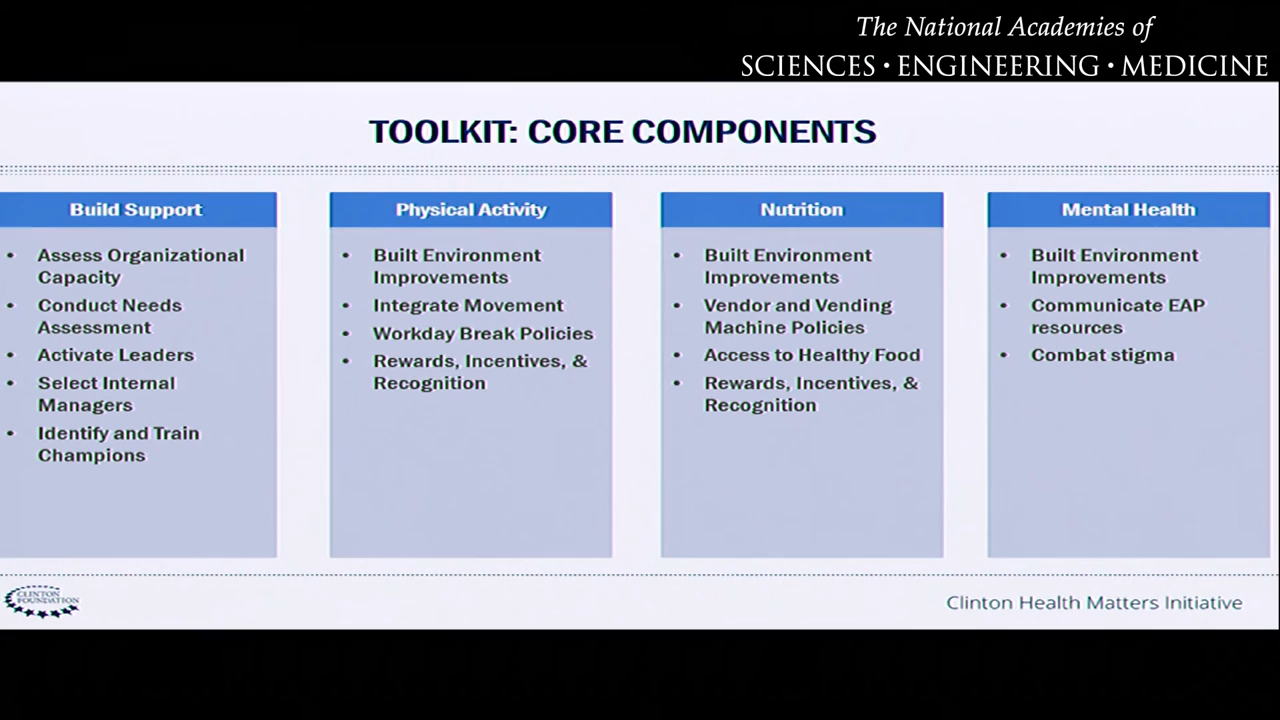 The National Academies of
SCIENCES • ENGINEERING • MEDICINE
TOOLKIT: CORE COMPONENTS
Build Support
• Assess Organizational
Capacity
• Conduct Needs
Assessment
• Activate Leaders
• Select Internal
Managers
• Identify and Train
Champions
Physical Activity
• Built Environment
Improvements
• Integrate Movement
• Workday Break Policies
• Rewards, Incentives, &
Recognition
Nutrition
• Built Environment
Improvements
• Vendor and Vending
Machine Policies
• Access to Healthy Food
• Rewards, Incentives, &
Recognition
Mental Health
• Built Environment
Improvements
• Communicate EAP
resources
• Combat stigma
CLINTON
FOUNDATION
Clinton Health Matters Initiative